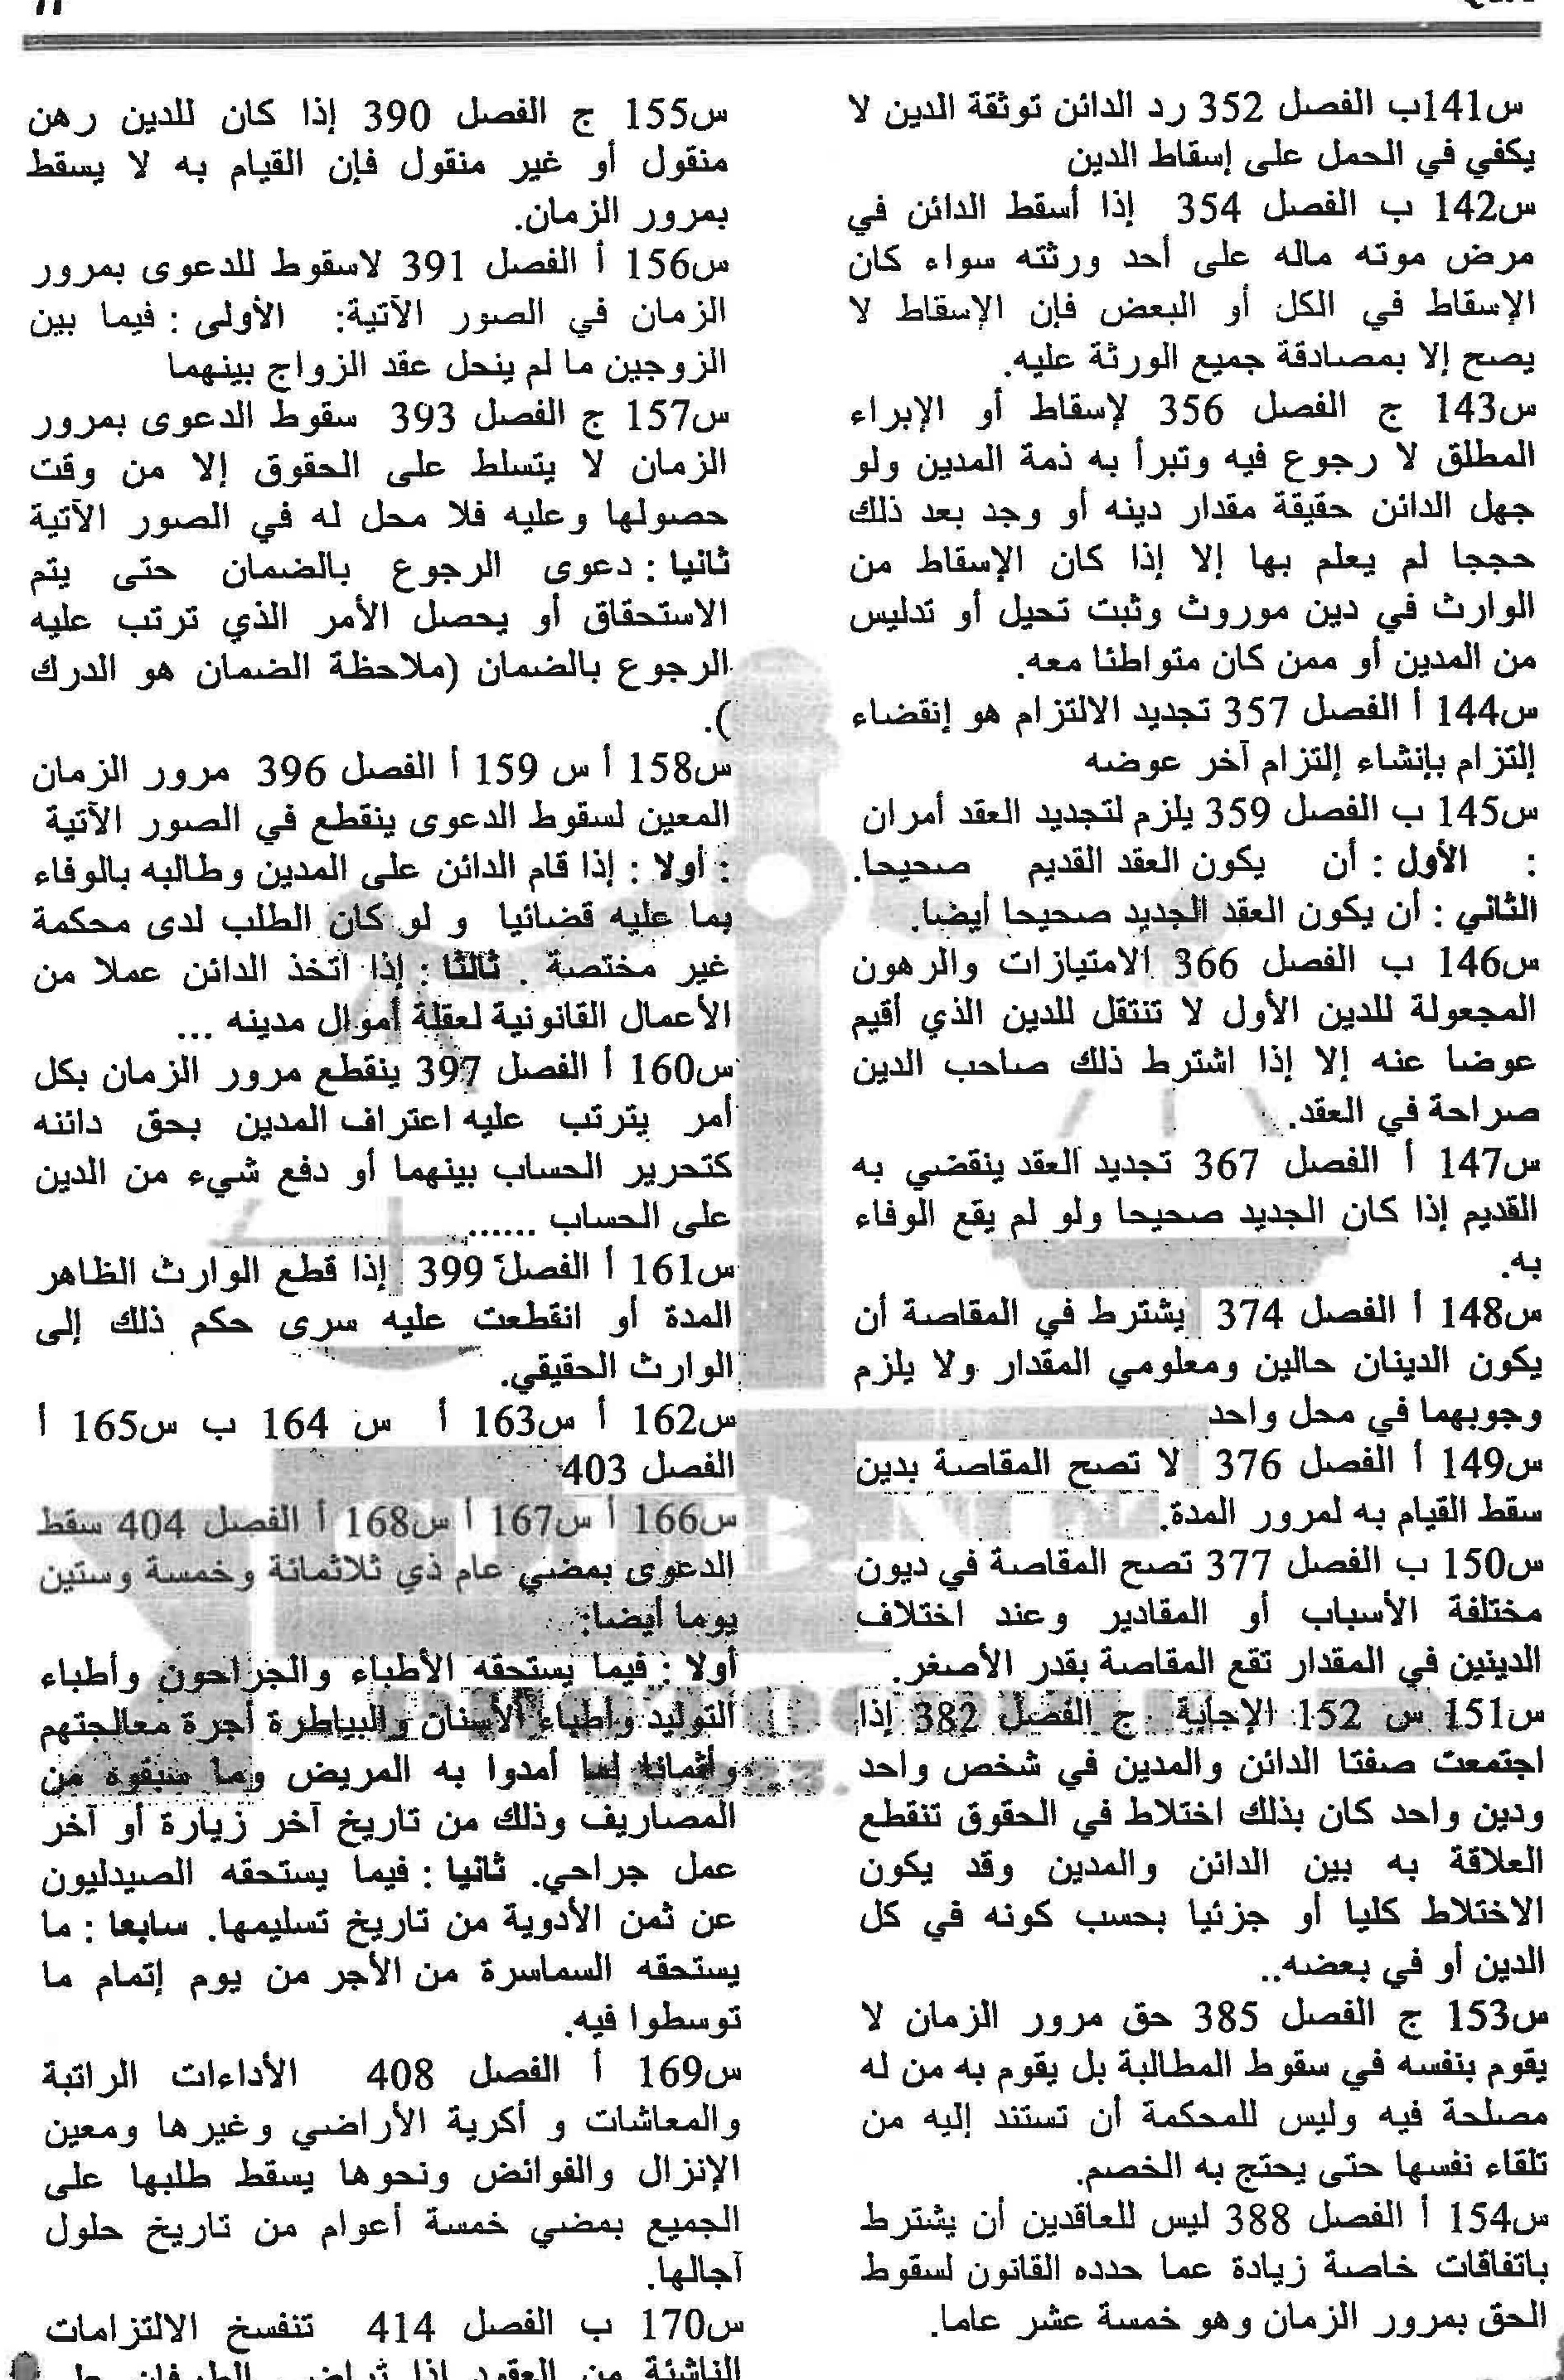 س141ب الفصل 352 رد الدائن توثقة الدين لا
يكفي في الحمل على إسقاط الدين
س142 ب الفصل 354 إذا أسقط الدائن في
مرض موته ماله على أحد ورثته سواء كان
الإسقاط في الكل أو البعض فإن الإسقاط لا
يصح إلا بمصادقة جميع الورثة عليه.
س143 ج الفصل 356 لإسقاط أو الإبراء
المطلق لا رجوع فيه وتبرأ به ذمة المدين ولو
جهل الدائن حقيقة مقدار دينه أو وجد بعد ذلك
حججا لم يعلم بها إلا إذا كان الإسقاط من
الوارث في دين موروث وثبت تحيل أو تدليس
من المدين أو ممن كان متواطئا معه.
س144 أ الفصل 357 تجديد الالتزام هو إنقضاء
إلتزام بإنشاء إلتزام آخر عوضه
س145 ب الفصل 359 يلزم لتجديد العقد أمران
: الأول : أن يكون العقد القديم صحيحا.
الثاني : أن يكون العقد الجديد صحيحا أيضا.
س146 ب الفصل 366 الامتيازات والرهون
المجعولة للدين الأول لا تنتقل للدين الذي أقيم
عوضا عنه إلا إذا اشترط ذلك صاحب الدين
صراحة في العقد.
س147 أ الفصل 367 تجديد العقد ينقضي به
القديم إذا كان الجديد صحيحا ولو لم يقع الوفاء
به.
س148 أ الفصل 374 يشترط في المقاصة أن
يكون الدينان حالين ومعلومي المقدار ولا يلزم
وجوبهما في محل واحد
س149 أ الفصل 376 لا تصح المقاصة بدين
سقط القيام به لمرور المدة.
س150 ب الفصل 377 تصح المقاصة في ديون
مختلفة الأسباب أو المقادير وعند اختلاف
الدينين في المقدار تقع المقاصة بقدر الأصغر.
س151 س 152 الإجابة ج الفصل 382 إذا
اجتمعت صفتا الدائن والمدين في شخص واحد
ودين واحد كان بذلك اختلاط في الحقوق تنقطع
العلاقة به بين الدائن والمدين وقد يكون
الاختلاط كليا أو جزئيا بحسب كونه في كل
الدين أو في بعضه..
س153 ج الفصل 385 حق مرور الزمان لا
يقوم بنفسه في سقوط المطالبة بل يقوم به من له
مصلحة فيه وليس للمحكمة أن تستند إليه من
تلقاء نفسها حتى يحتج به الخصم.
س154 أ الفصل 388 ليس للعاقدين أن يشترط
باتفاقات خاصة زيادة عما حدده القانون لسقوط
الحق بمرور الزمان وهو خمسة عشر عاما.
س155 ج الفصل 390 إذا كان للدين رهن
منقول أو غير منقول فإن القيام به لا يسقط
بمرور الزمان.
س156 أ الفصل 391 لاسقوط للدعوى بمرور
الزمان في الصور الآتية: الأولى : فيما بين
الزوجين ما لم ينحل عقد الزواج بينهما
س157 ج الفصل 393 سقوط الدعوى بمرور
الزمان لا يتسلط على الحقوق إلا من وقت
حصولها وعليه فلا محل له في الصور الآتية
ثانيا : دعوى الرجوع بالضمان حتى يتم
الاستحقاق أو يحصل الأمر الذي ترتب عليه
الرجوع بالضمان (ملاحظة الضمان هو الدرك
).
س158 أ س 159 أ الفصل 396 مرور الزمان
المعين لسقوط الدعوى ينقطع في الصور الآتية
: أولا : إذا قام الدائن على المدين وطالبه بالوفاء
بما عليه قضائيا و لو كان الطلب لدى محكمة
غير مختصة . ثالثا : إذا اتخذ الدائن عملا من
الأعمال القانونية لعقلة أموال مدينه ...
س160 أ الفصل 397 ينقطع مرور الزمان بكل
أمر يترتب عليه اعتراف المدين بحق دائنه
كتحرير الحساب بينهما أو دفع شيء من الدين
على الحساب ......
س161 أ الفصل 399 إذا قطع الوارث الظاهر
المدة أو انقطعت عليه سرى حكم ذلك إلى
الوارث الحقيقي.
س162 أ س163 أ س 164 ب س165 أ
الفصل 403
س166 أ س167 أ س168 أ الفصل 404 سقط
الدعوى بمضي عام ذي ثلاثمائة وخمسة وستين
يوما أيضا:
أولا : فيما يستحقه الأطباء والجراحون وأطباء
التوليد وأطباء الأسنان والبياطرة أجرة معالجتهم
وأثمانا لما أمدوا به المريض وما سبقوه من
المصاريف وذلك من تاريخ آخر زيارة أو آخر
عمل جراحي. ثانيا : فيما يستحقه الصيدليون
عن ثمن الأدوية من تاريخ تسليمها. سابعا : ما
يستحقه السماسرة من الأجر من يوم إتمام ما
توسطوا فيه.
س169 أ الفصل 408 الأداءات الراتبة
والمعاشات و أكرية الأراضي وغيرها ومعين
الإنزال والفوائض ونحوها يسقط طلبها على
الجميع بمضي خمسة أعوام من تاريخ حلول
آجالها.
س170 ب الفصل 414 تنفسخ الالتزامات
الناشئة من العقود إذا